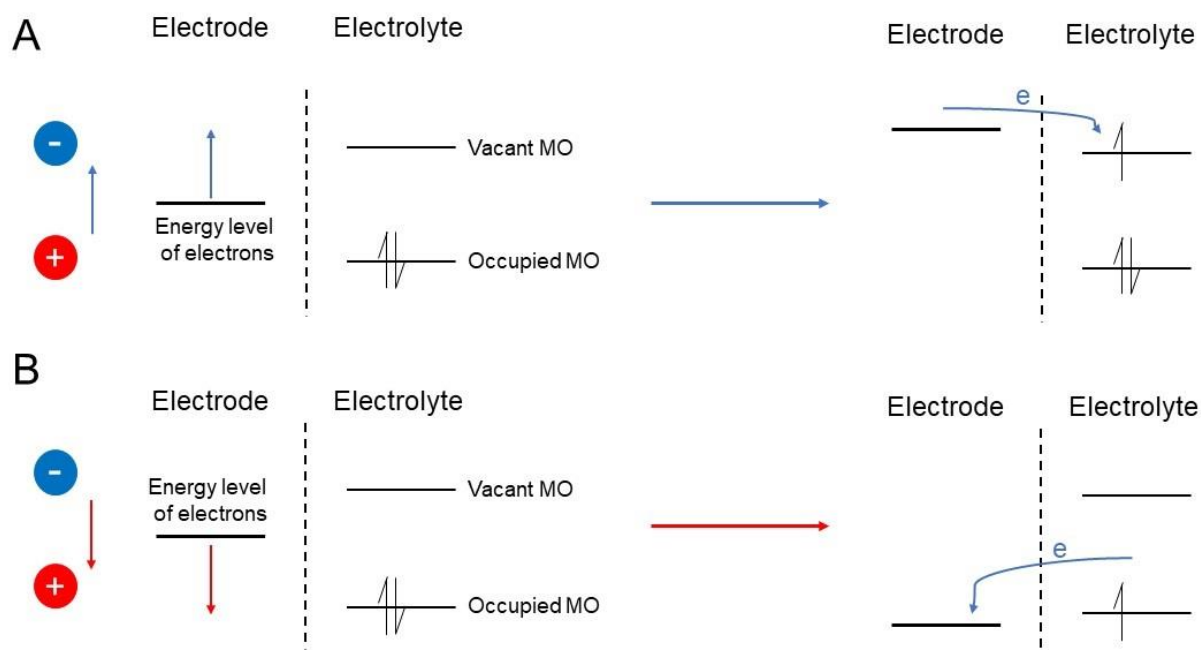 A
Electrode
Electrolyte
Electrode
Electrolyte
e
-
Vacant MO
Energy level
of electrons
+
Occupied MO
B
Electrode
Electrolyte
Electrode
Electrolyte
-
Energy level
of electrons
Vacant MO
e
+
Occupied MO